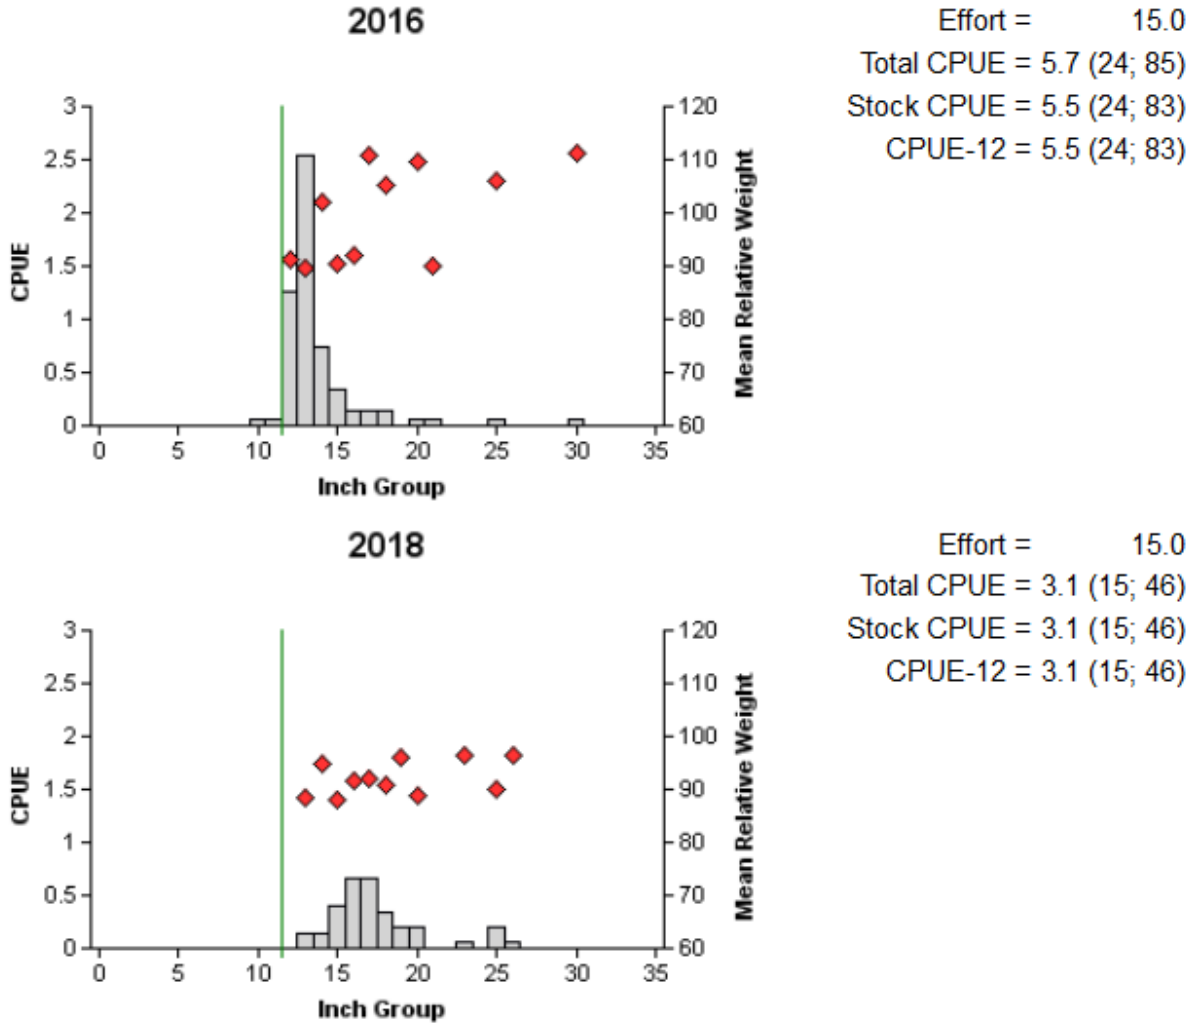 2016
Effort = 15.0
Total CPUE = 5.7 (24; 85)
Stock CPUE = 5.5 (24; 83)
CPUE-12 = 5.5 (24; 83)
3
2.5
2
1.5
1
0.5
0
CPUE
120
110
100
90
80
70
60
Mean Relative Weight
0 5 10 15 20 25 30 35
Inch Group
2018
Effort = 15.0
Total CPUE = 3.1 (15; 46)
Stock CPUE = 3.1 (15; 46)
CPUE-12 = 3.1 (15; 46)
3
2.5
2
1.5
1
0.5
0
CPUE
120
110
100
90
80
70
60
Mean Relative Weight
0 5 10 15 20 25 30 35
Inch Group